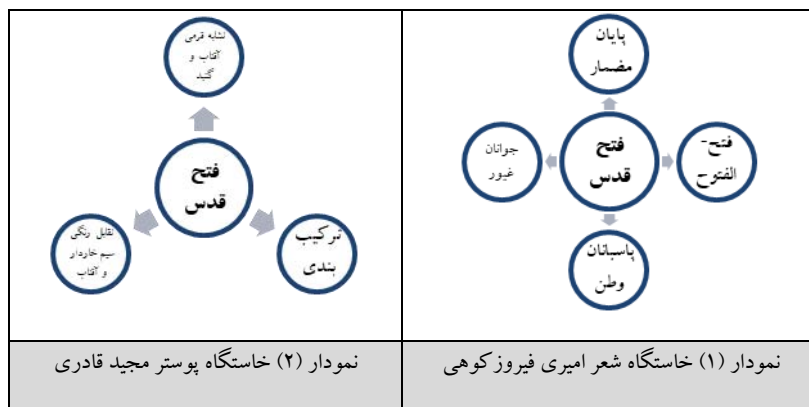 پایان
مضمار
فتح-
الفتوح
فتح
قدس
جوانان
غیور
پاسبانان
وطن
نمودار (۱) خاستگاه شعر امیری فیروزکوهی
تشابه فرمی
آفتاب و
گنبد
فتح
قدس
ترکیب
بندی
تقابل رنگی
سیم خاردار
و آفتاب
نمودار (۲) خاستگاه پوستر مجید قادری